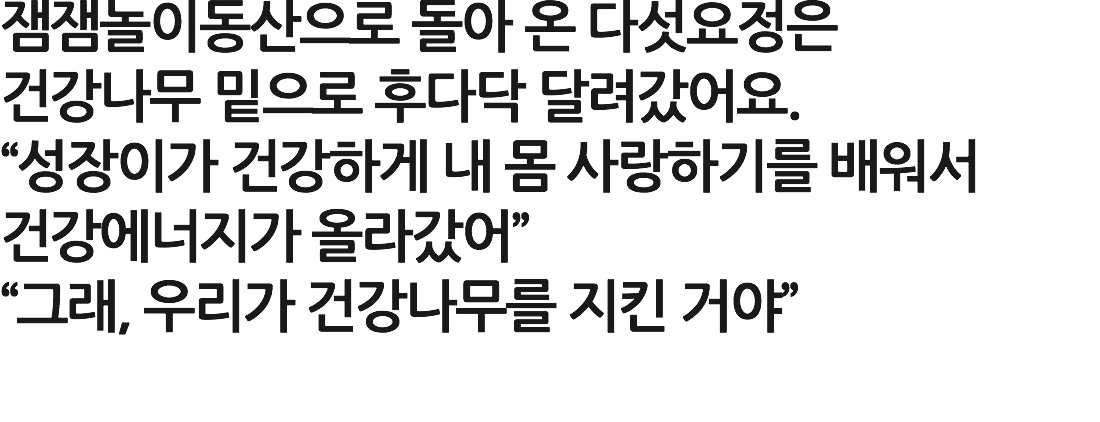 잼잼놀이동산으로 돌아 온 다섯요정은
건강나무 밑으로 후다닥 달려갔어요.
“성장이가 건강하게 내 몸 사랑하기를 배워서
건강에너지가 올라갔어”
“그래, 우리가 건강나무를 지킨 거야”